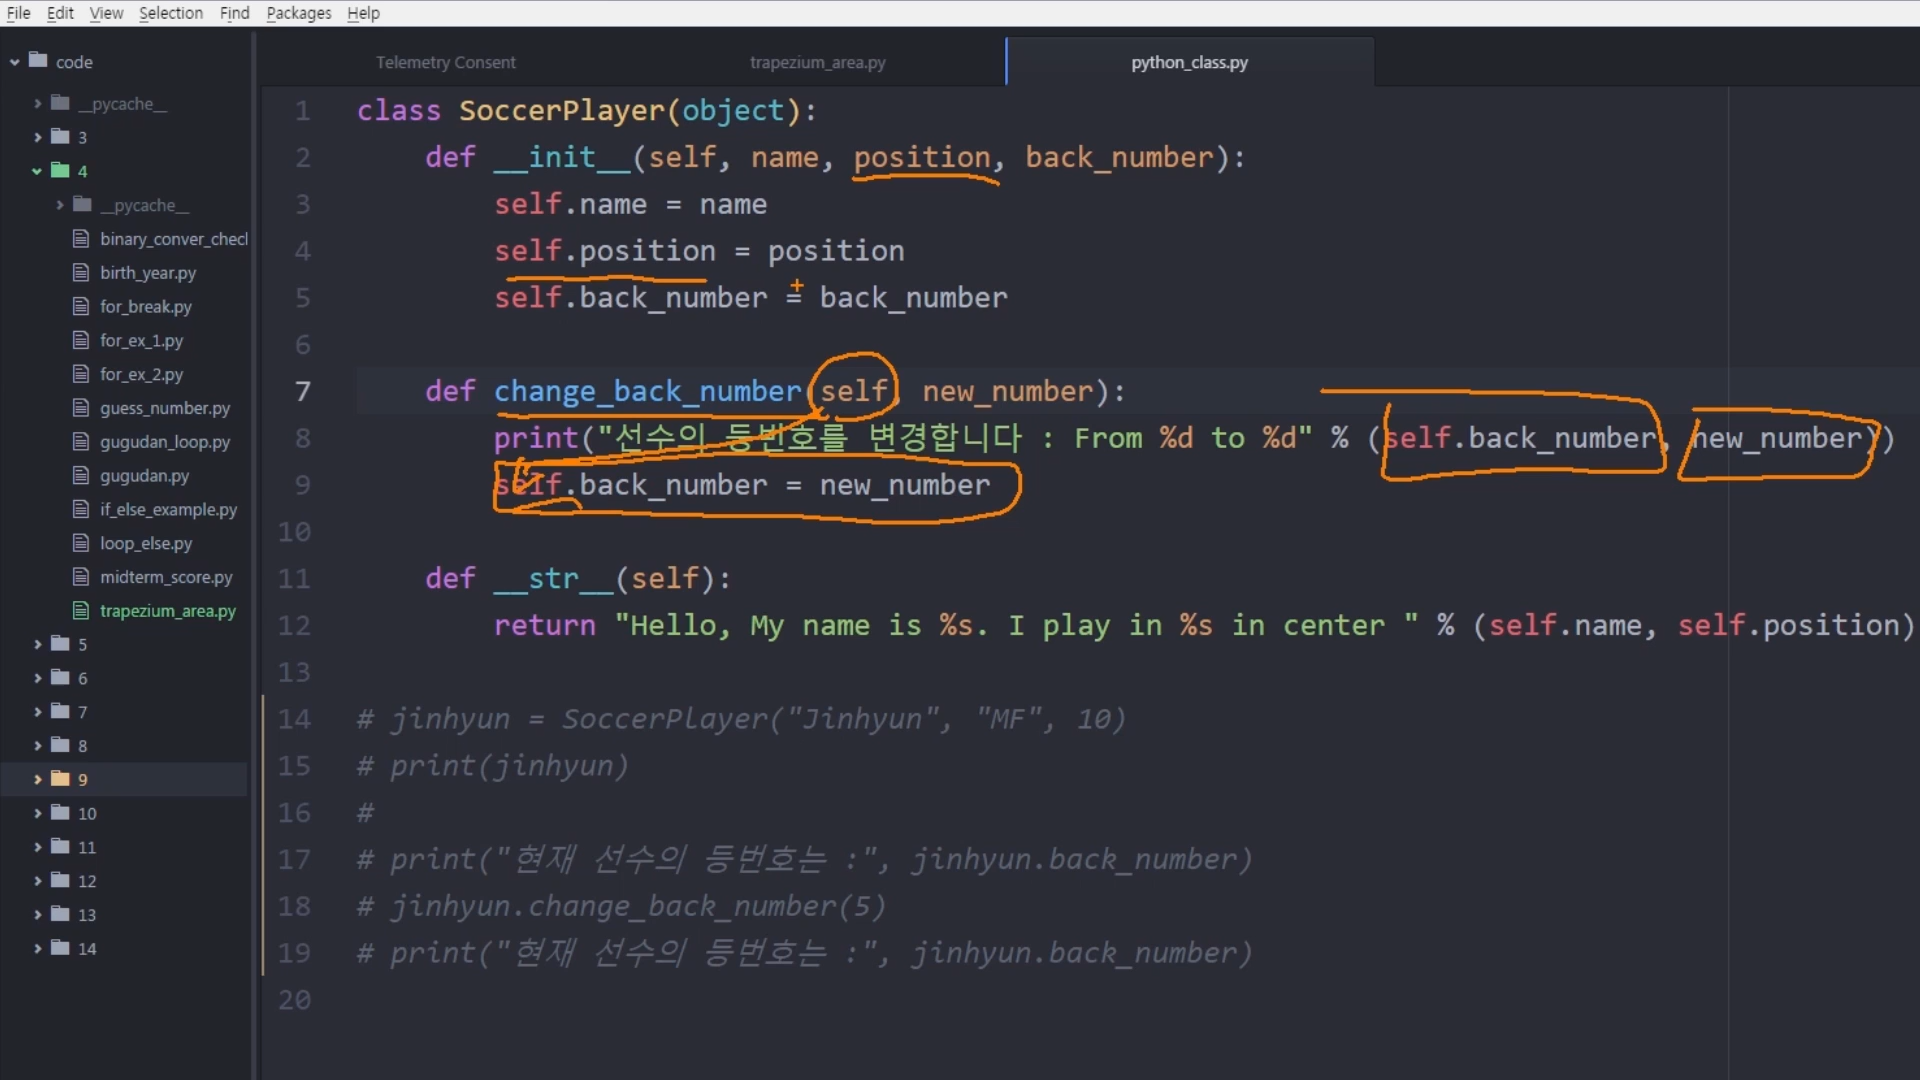 File Edit View Selection Find Packages Help
code
__pycache__
3
4
__pycache__
binary_conver_chec
birth_year.py
for_break.py
for_ex_1.py
for_ex_2.py
guess_number.py
gugudan_loop.py
gugudan.py
if_else_example.py
loop_else.py
midterm_score.py
trapezium_area.py
5
6
7
8
9
10
11
12
13
14
Telemetry Consent trapezium_area.py python_class.py
1 class SoccerPlayer(object):
2 def __init__(self, name, position, back_number):
3 self.name = name
4 self.position = position
5 self.back_number = back_number
6
7 def change_back_number(self, new_number):
8 print("선수의 등번호를 변경합니다 : From %d to %d" % (self.back_number, new_number))
9 self.back_number = new_number
10
11 def __str__(self):
12 return "Hello, My name is %s. I play in %s in center " % (self.name, self.position)
13
14 # jinhyun = SoccerPlayer("Jinhyun", "MF", 10)
15 # print(jinhyun)
16 #
17 # print("현재 선수의 등번호는 :", jinhyun.back_number)
18 # jinhyun.change_back_number(5)
19 # print("현재 선수의 등번호는 :", jinhyun.back_number)
20